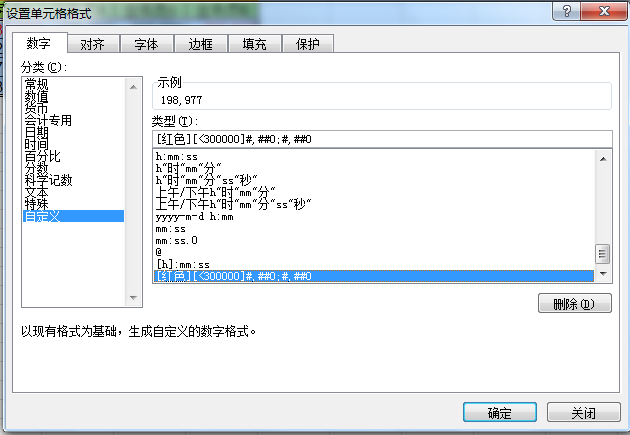 设置单元格格式
数字 对齐 字体 边框 填充 保护
分类(C):
常规
数值
货币
会计专用
日期
时间
百分比
分数
科学记数
文本
特殊
自定义
示例
198,977
类型(T):
[红色][<300000]#,##0;#,##0
h:mm:ss
h"时"mm"分"
h"时"mm"分"ss"秒"
上午/下午h"时"mm"分"
上午/下午h"时"mm"分"ss"秒"
yyyy-m-d h:mm
mm:ss
mm:ss.0
@
[h]:mm:ss
[红色][<300000]#,##0;#,##0
删除(D)
以现有格式为基础，生成自定义的数字格式。
确定 关闭